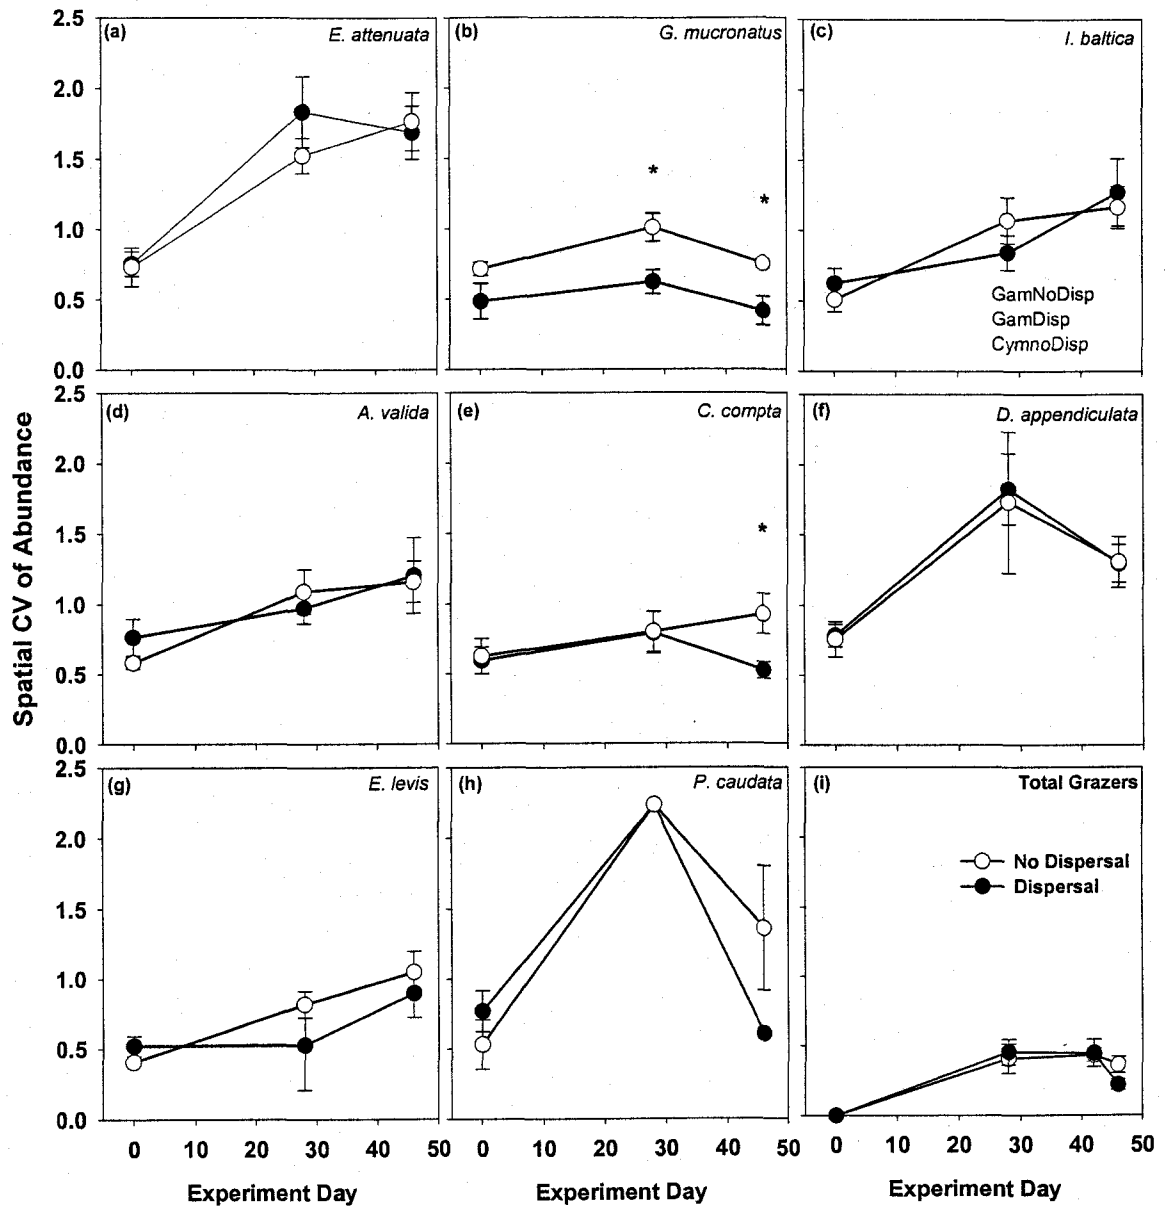 Spatial CV of Abundance
(a) E. attenuata
2.5
2.0
1.5
1.0
0.5
0.0
(b) G. mucronatus
*
*
(c) I. baltica
GamNoDisp
GamDisp
CymnoDisp
(d) A. valida
2.5
2.0
1.5
1.0
0.5
0.0
(e) C. compta
*
(f) D. appendiculata
(g) E. levis
2.5
2.0
1.5
1.0
0.5
0.0
0 10 20 30 40 50
Experiment Day
(h) P. caudata
0 10 20 30 40 50
Experiment Day
(i) Total Grazers
No Dispersal
Dispersal
0 10 20 30 40 50
Experiment Day